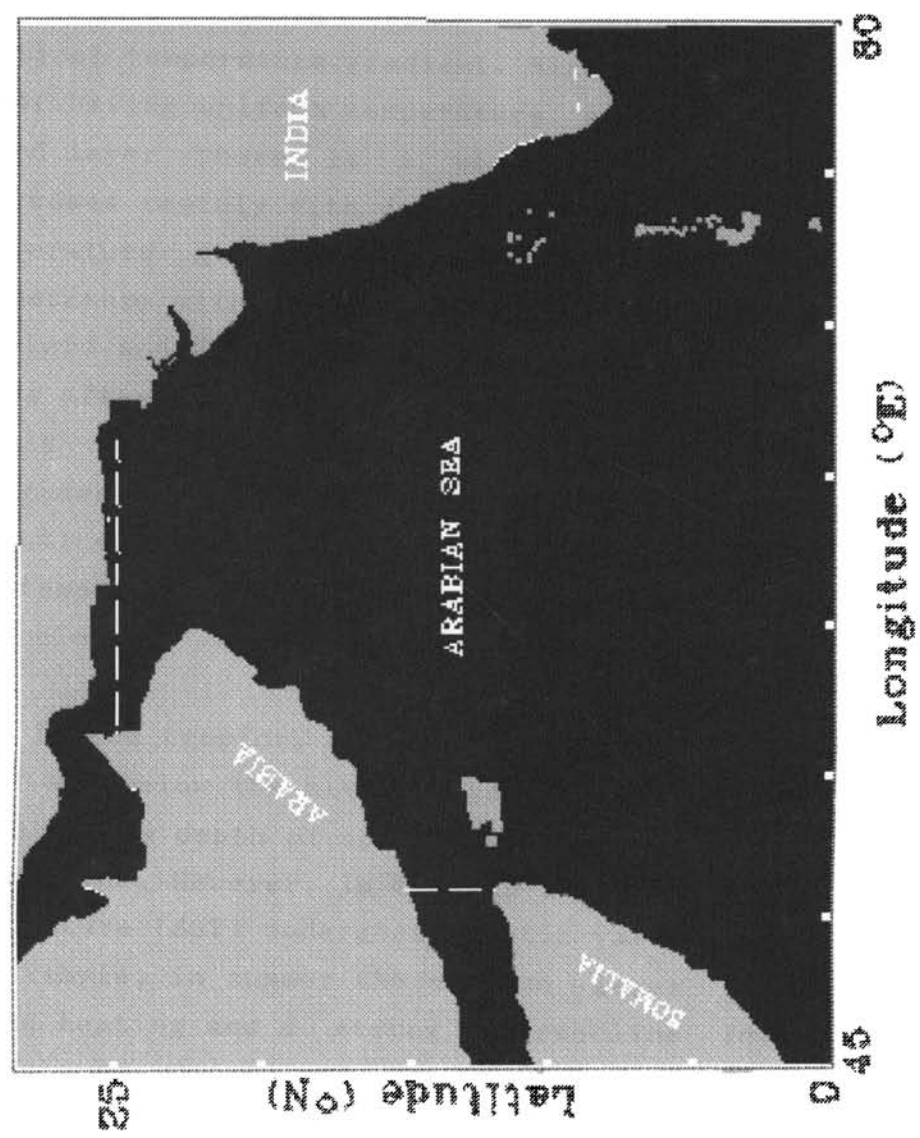 25
Latitude (°N)
0
INDIA
ARABIAN SEA
ARABIA
SOMALIA
45
Longitude (°E)
80